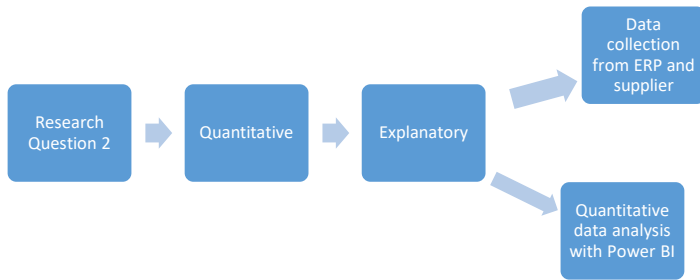 Research
Question 2
Quantitative
Explanatory
Data
collection
from ERP and
supplier
Quantitative
data analysis
with Power BI